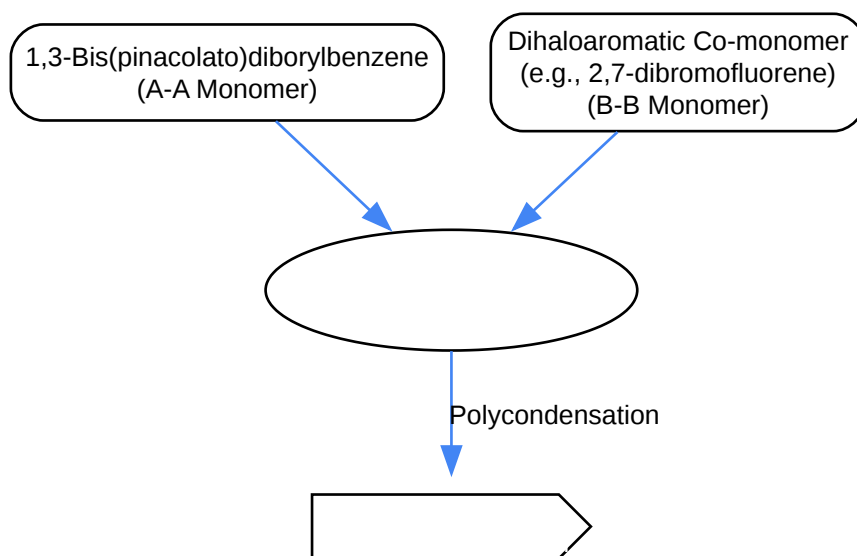 1,3-Bis(pinacolato)diborylbenzene
(A-A Monomer)
Dihaloaromatic Co-monomer
(e.g., 2,7-dibromofluorene)
(B-B Monomer)
Polycondensation